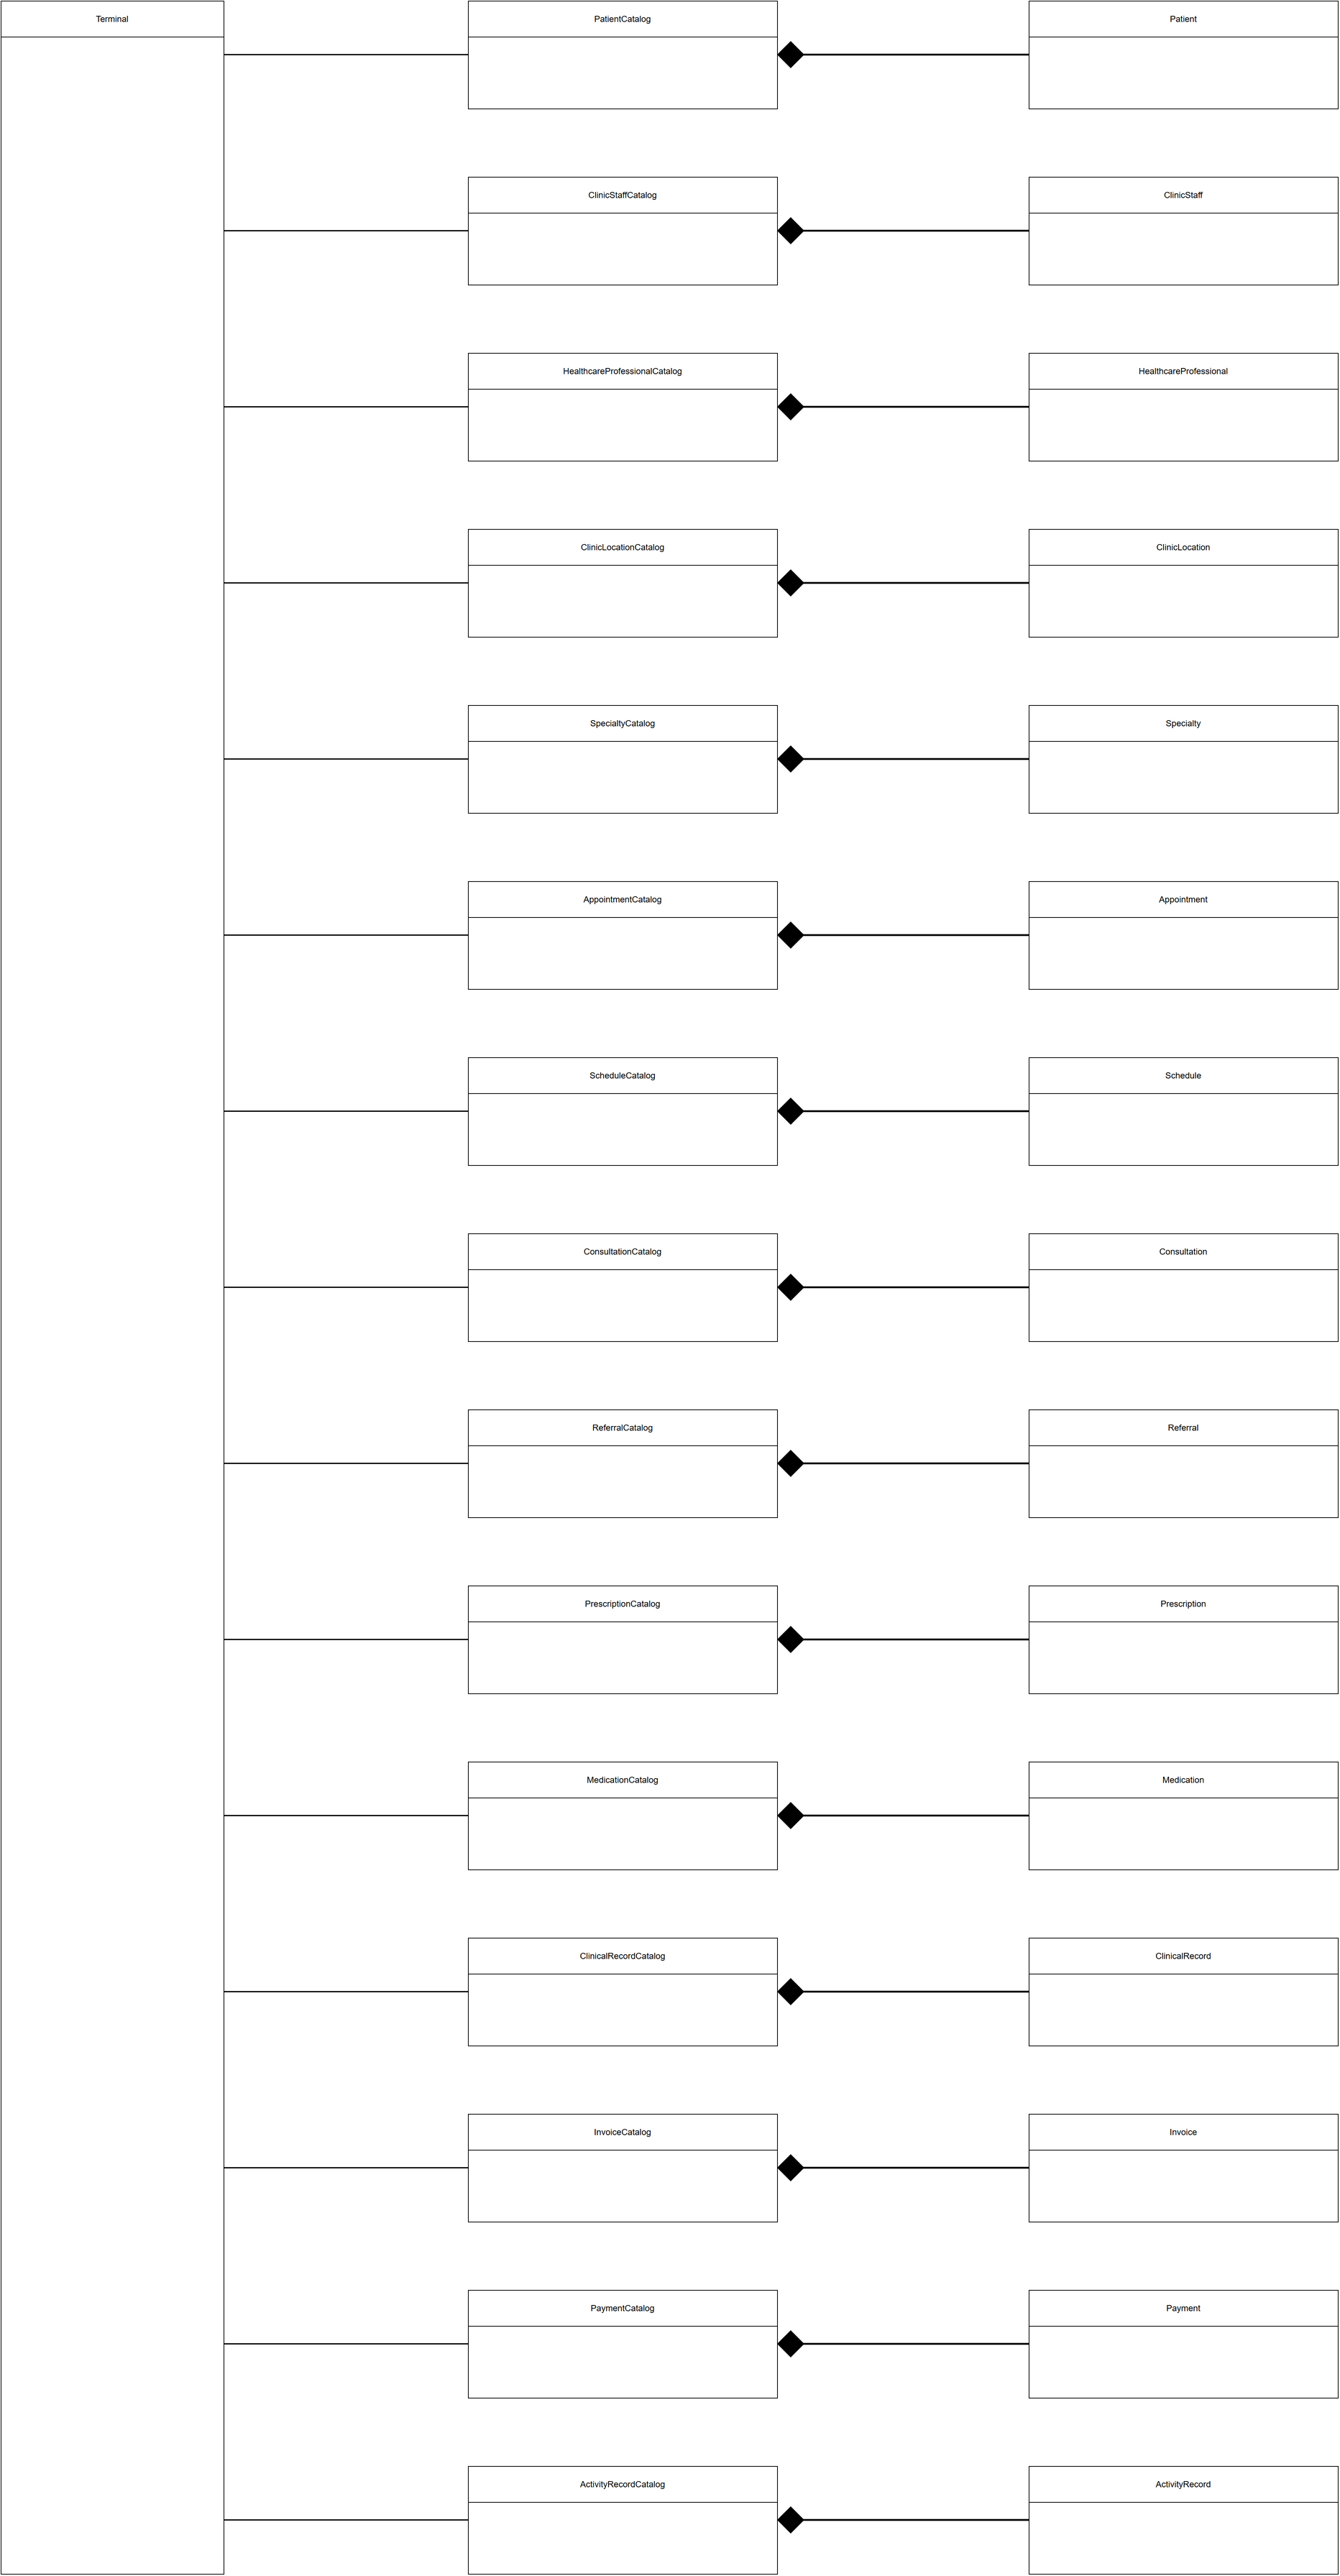 Terminal
PatientCatalog
Patient
ClinicStaffCatalog
ClinicStaff
HealthcareProfessionalCatalog
HealthcareProfessional
ClinicLocationCatalog
ClinicLocation
SpecialtyCatalog
Specialty
AppointmentCatalog
Appointment
ScheduleCatalog
Schedule
ConsultationCatalog
Consultation
ReferralCatalog
Referral
PrescriptionCatalog
Prescription
MedicationCatalog
Medication
ClinicalRecordCatalog
ClinicalRecord
InvoiceCatalog
Invoice
PaymentCatalog
Payment
ActivityRecordCatalog
ActivityRecord